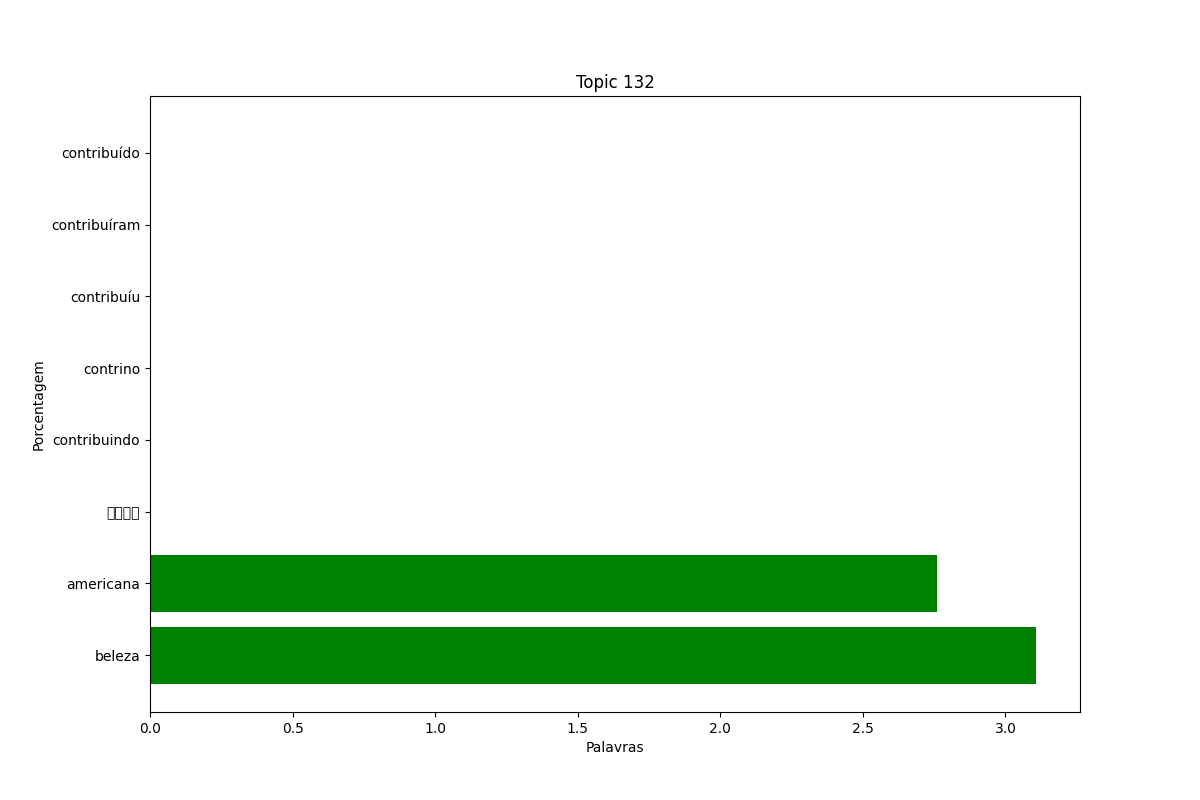 Topic 132
contribuído
contribuíram
contribuíu
contrino
contribuindo
americana
beleza
Porcentagem
0.0 0.5 1.0 1.5 2.0 2.5 3.0
Palavras